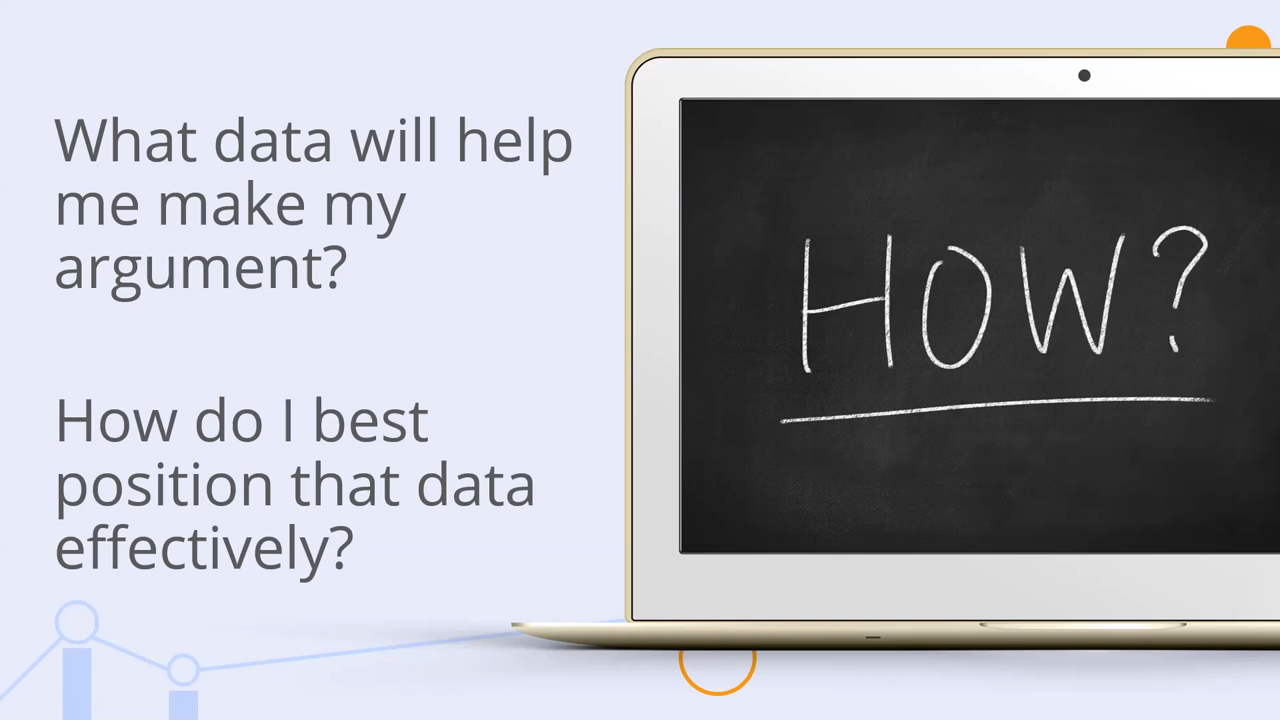 What data will help
me make my
argument?
How do I best
position that data
effectively?
HOW?